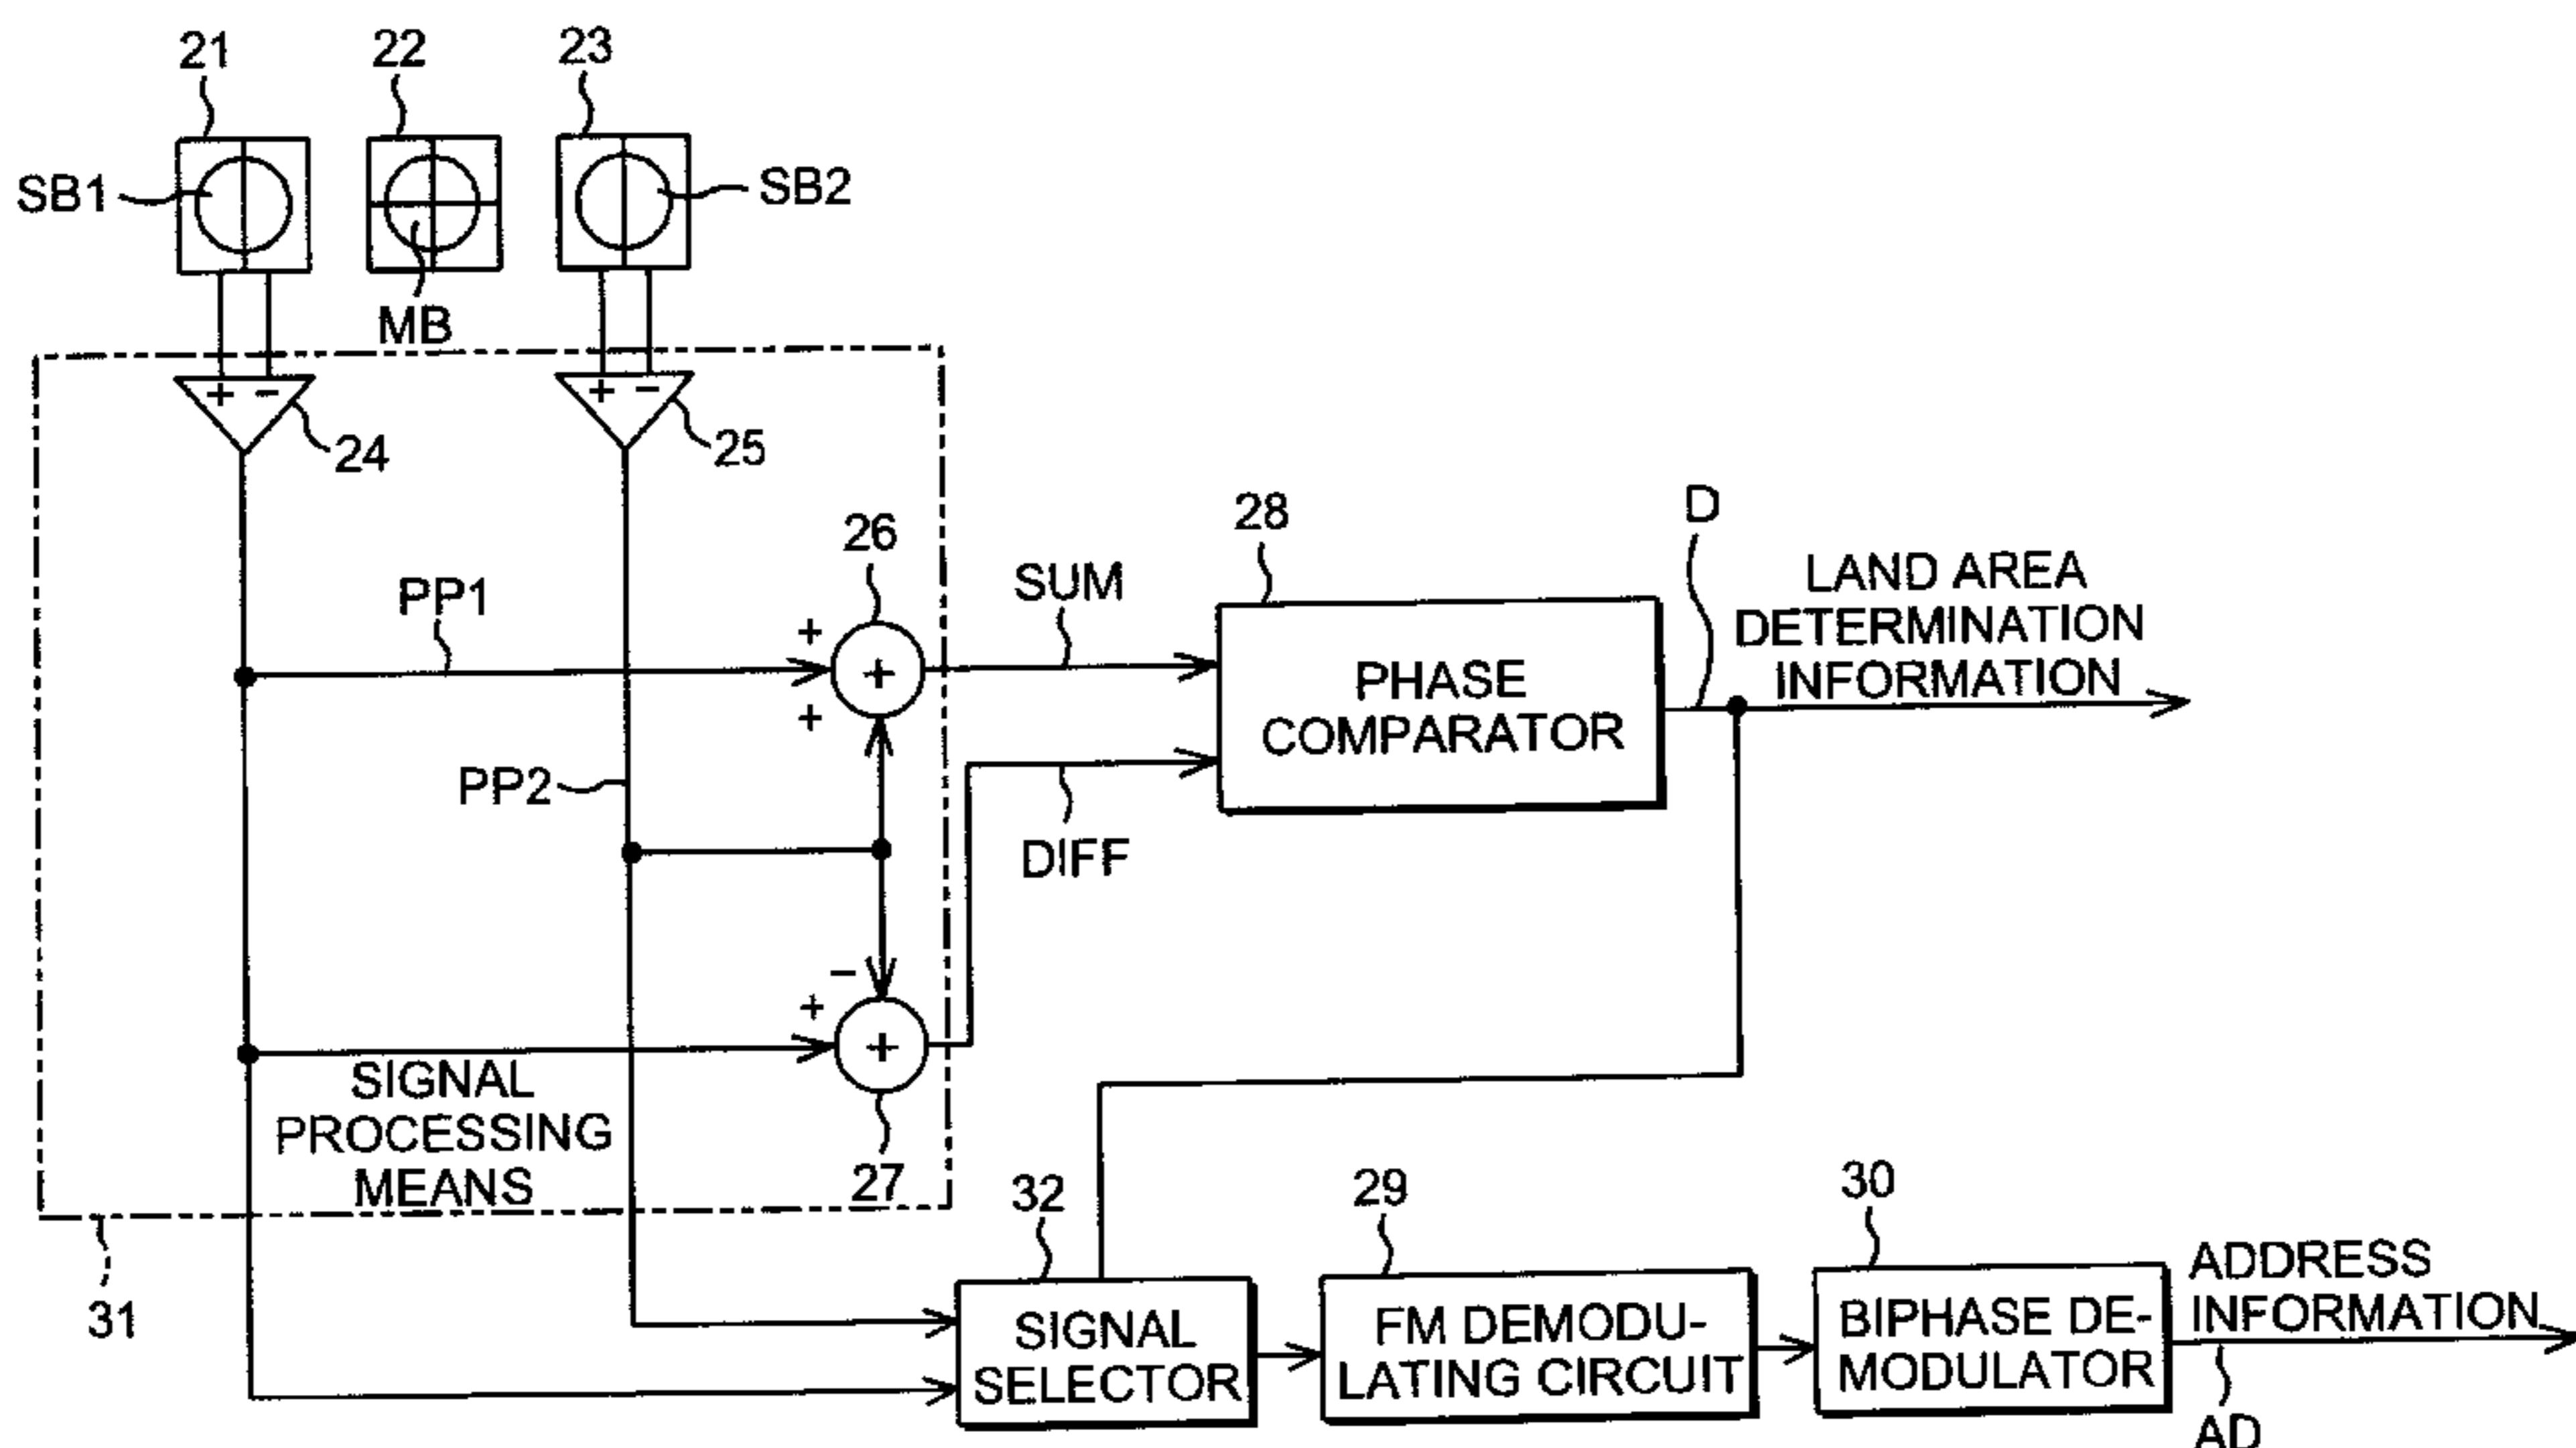 21
22
23
SB1
SB2
MB
+ -
+ -
24
25
26
28
D
LAND AREA
DETERMINATION
INFORMATION
PP1
SUM
+
+
+
PHASE
COMPARATOR
PP2
DIFF
-
+
+
SIGNAL
PROCESSING
MEANS
27
31
32
29
30
SIGNAL
SELECTOR
FM DEMODU-
LATING CIRCUIT
BIPHASE DE-
MODULATOR
ADDRESS
INFORMATION
AD